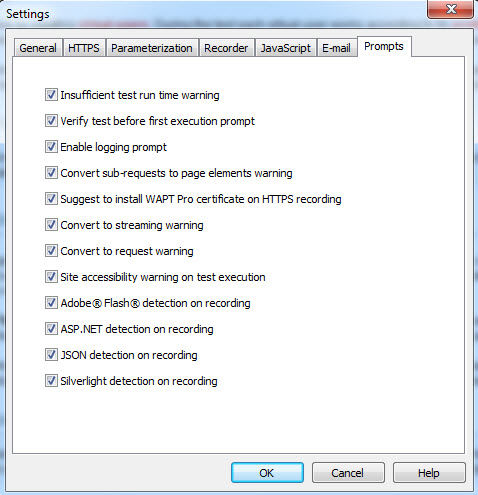 Settings
General HTTPS Parameterization Recorder JavaScript E-mail Prompts
Insufficient test run time warning
Verify test before first execution prompt
Enable logging prompt
Convert sub-requests to page elements warning
Suggest to install WAPT Pro certificate on HTTPS recording
Convert to streaming warning
Convert to request warning
Site accessibility warning on test execution
Adobe® Flash® detection on recording
ASP.NET detection on recording
JSON detection on recording
Silverlight detection on recording
OK Cancel Help